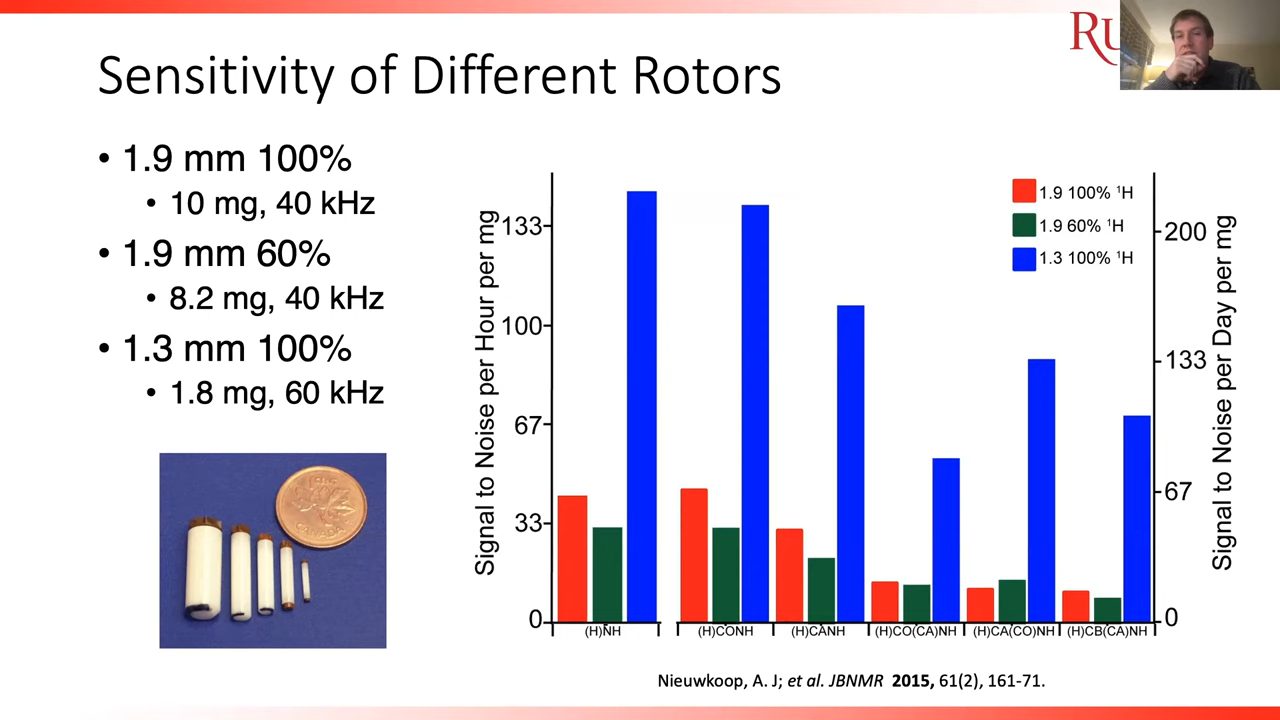 RU
Sensitivity of Different Rotors
• 1.9 mm 100%
• 10 mg, 40 kHz
• 1.9 mm 60%
• 8.2 mg, 40 kHz
• 1.3 mm 100%
• 1.8 mg, 60 kHz
CANADA
Signal to Noise per Hour per mg
133
100
67
33
0
1.9 100% ¹H
1.9 60% ¹H
1.3 100% ¹H
200
133
67
0
Signal to Noise per Day per mg
(H)NH
(H)CONH
(H)CANH
(H)CO(CA)NH
(H)CA(CO)NH
(H)CB(CA)NH
Nieuwkoop, A. J; et al. JBNMR 2015, 61(2), 161-71.